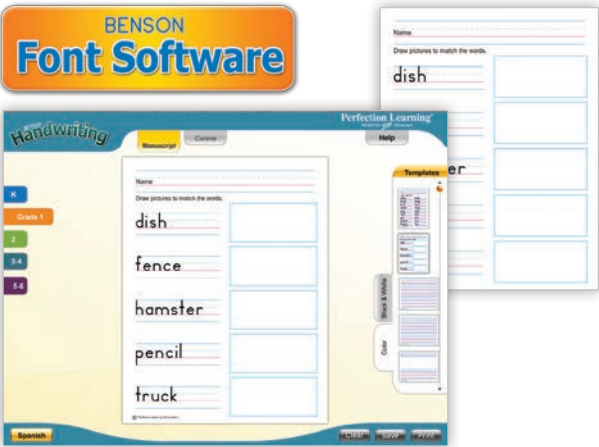 BENSON
Font Software
Name
Draw pictures to match the words.
dish
er
Handwriting
Manuscript
Cursive
Perfection Learning®
Help
K
Grade 1
2
3-4
5-6
Name
Draw pictures to match the words.
dish
fence
hamster
pencil
truck
Templates
Black & White
Color
Spanish
Clear
Save
Print